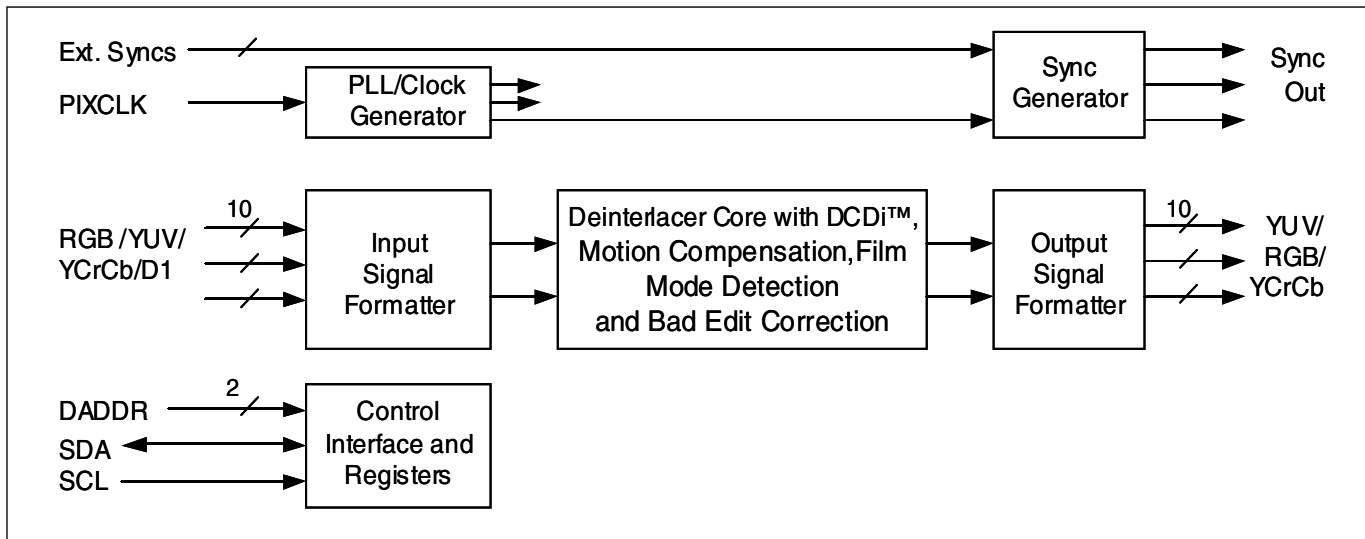 Ext. Syncs
PIXCLK
PLL/Clock
Generator
Sync
Generator
Sync
Out
10
RGB/YUV/
YCrCb/D1
Input
Signal
Formatter
Deinterlacer Core with DCDi™,
Motion Compensation,Film
Mode Detection
and Bad Edit Correction
Output
Signal
Formatter
10
YUV/
RGB/
YCrCb
DADDR
2
SDA
SCL
Control
Interface and
Registers